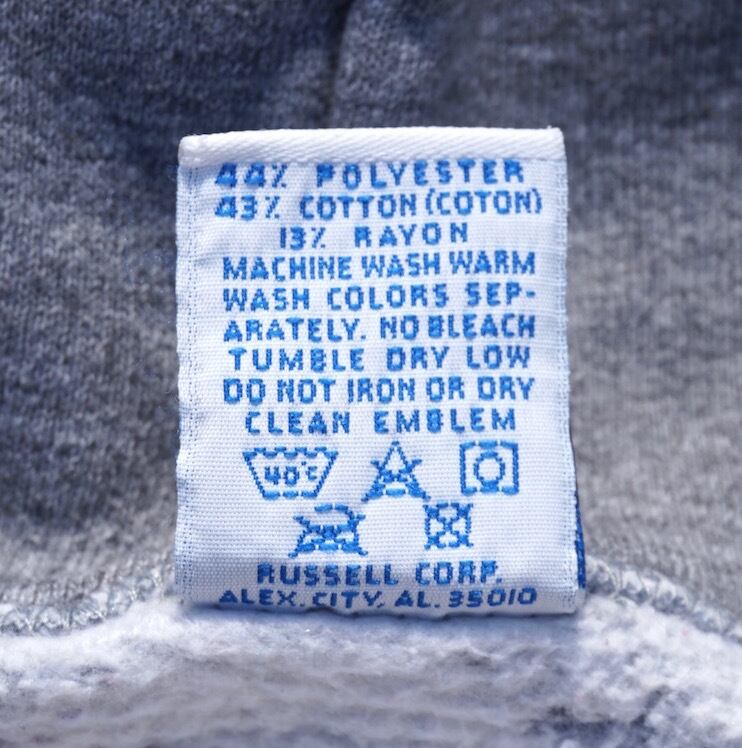 44% POLYESTER
43% COTTON (COTON)
13% RAYON
MACHINE WASH WARM
WASH COLORS SEP-
ARATELY. NO BLEACH
TUMBLE DRY LOW
DO NOT IRON OR DRY
CLEAN EMBLEM
40°C
RUSSELL CORP.
ALEX. CITY, AL. 35010